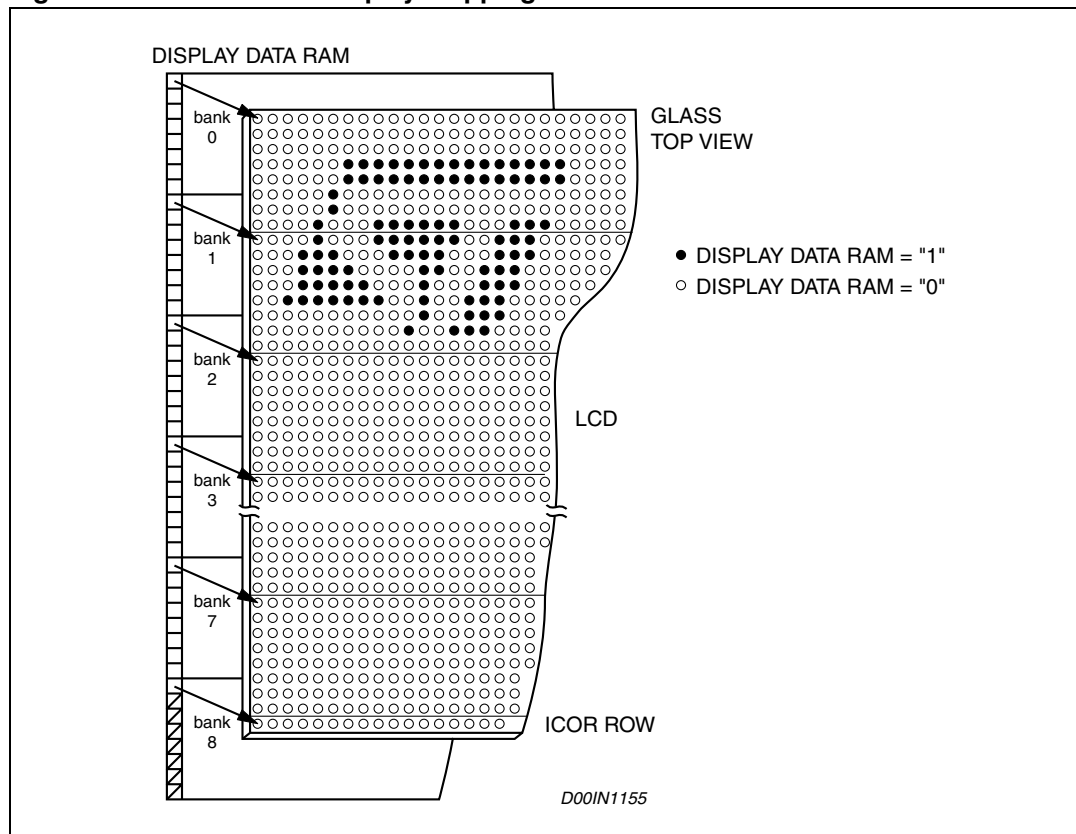 DISPLAY DATA RAM
GLASS
TOP VIEW
bank
0
bank
1
● DISPLAY DATA RAM = "1"
○ DISPLAY DATA RAM = "0"
bank
2
LCD
bank
3
bank
7
bank
8
ICOR ROW
D00IN1155